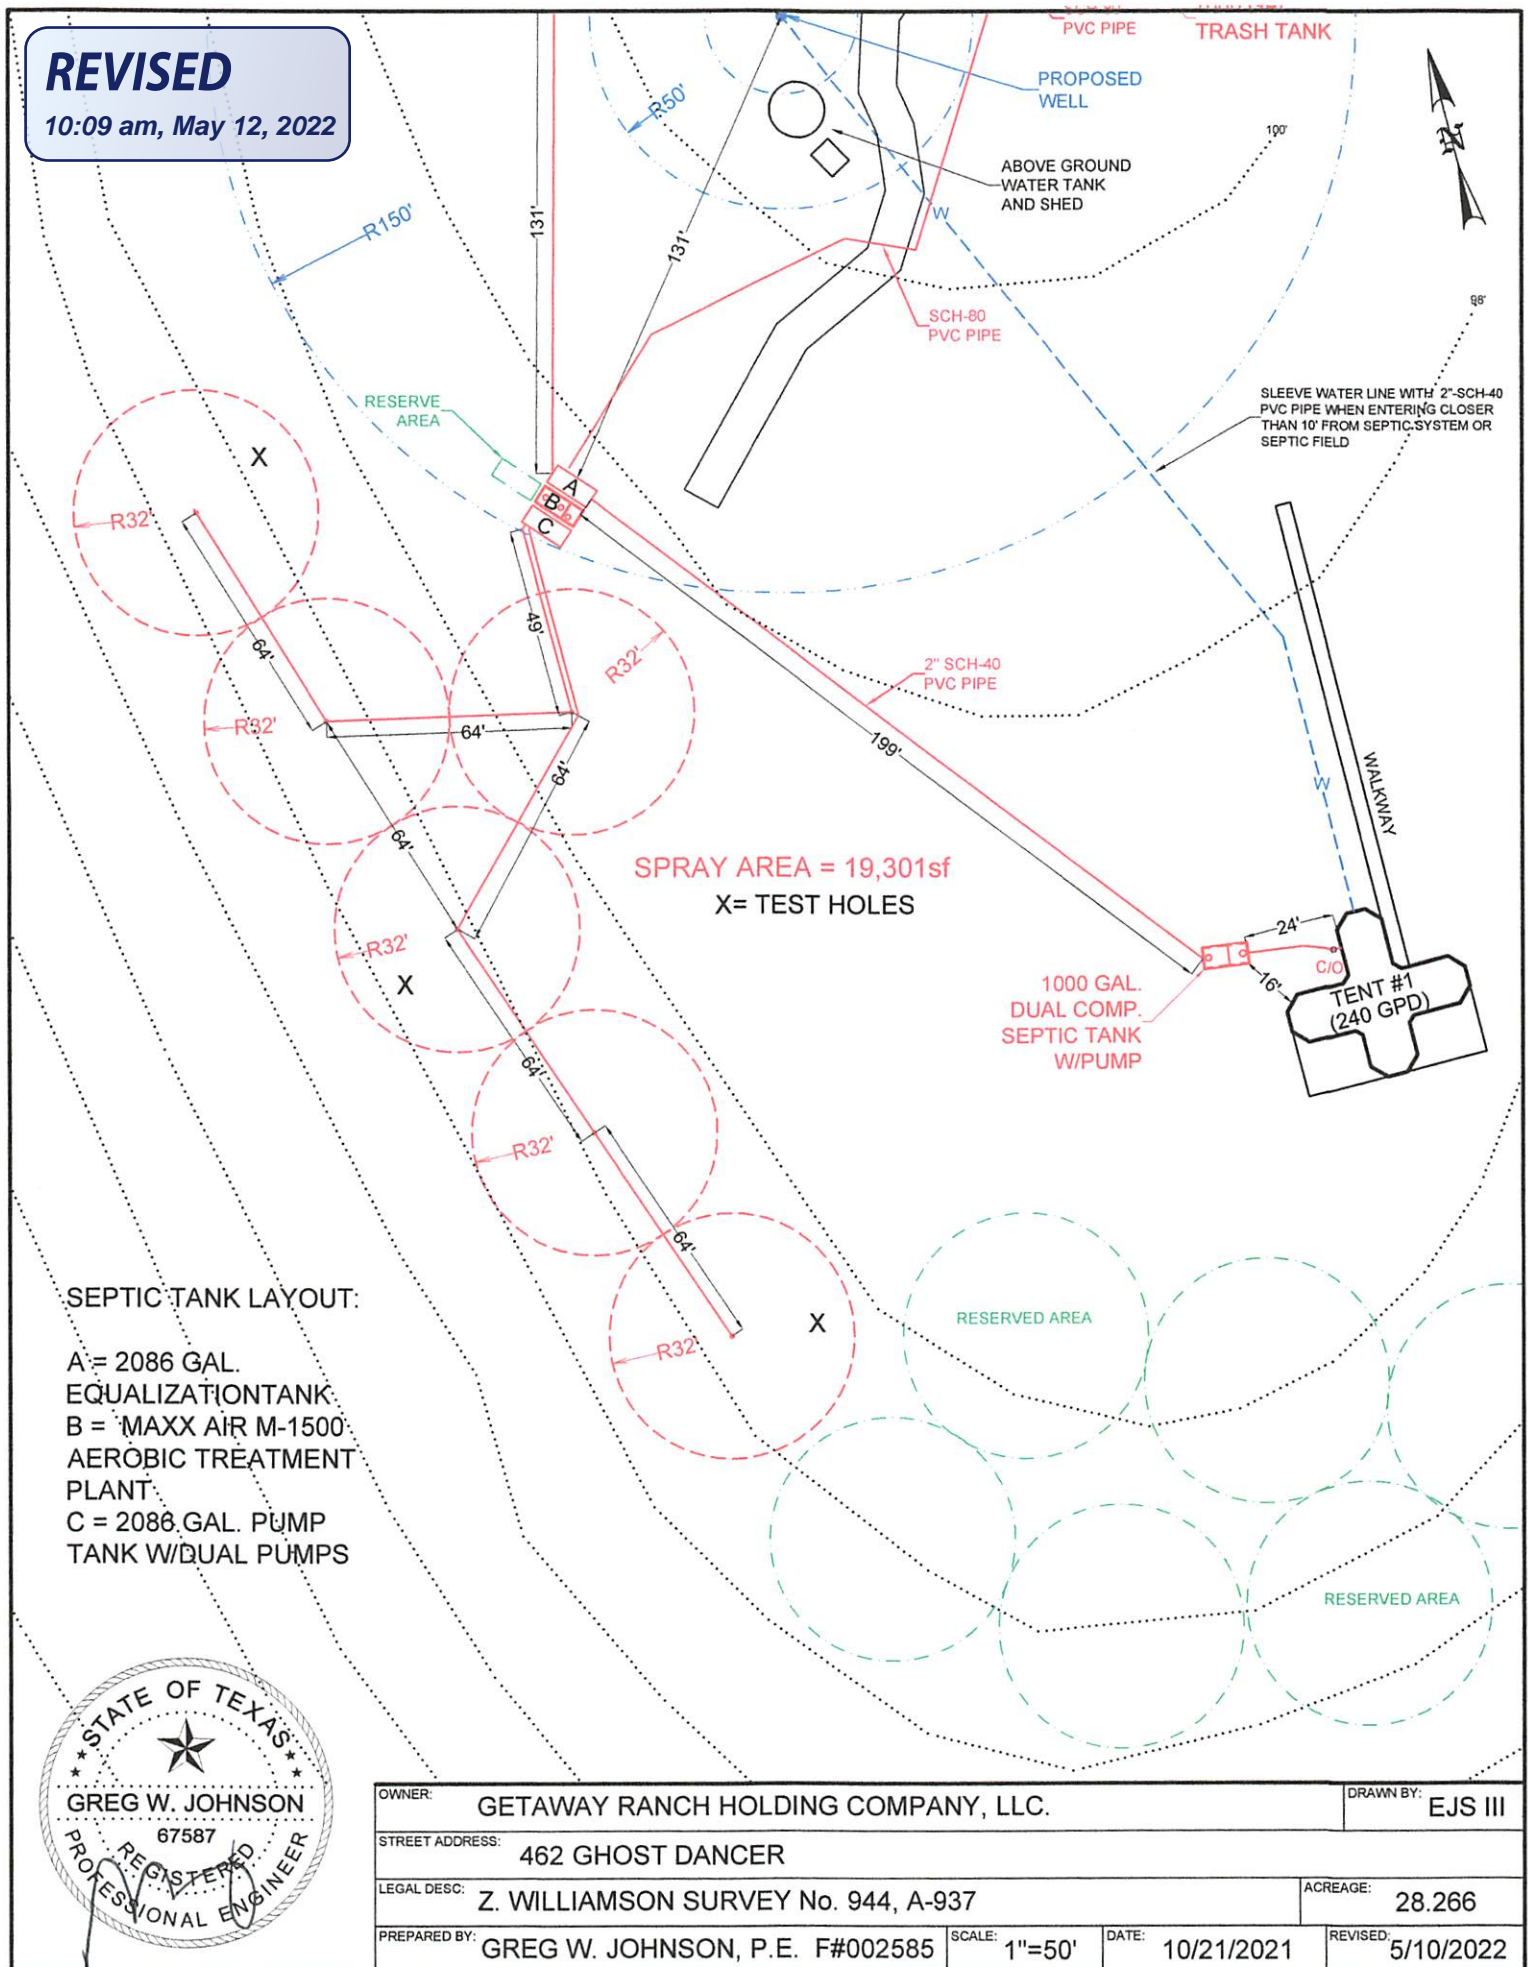 REVISED
10:09 am, May 12, 2022
PVC PIPE
TRASH TANK
PROPOSED
WELL
R50'
100'
ABOVE GROUND
WATER TANK
AND SHED
N
R150'
131'
131'
W
98'
SCH-80
PVC PIPE
RESERVE
AREA
SLEEVE WATER LINE WITH 2"-SCH-40
PVC PIPE WHEN ENTERING CLOSER
THAN 10' FROM SEPTIC SYSTEM OR
SEPTIC FIELD
X
A
B
C
R32'
49'
64'
R32'
2" SCH-40
PVC PIPE
R32'
64'
199'
64'
W
WALKWAY
64'
SPRAY AREA = 19,301sf
X= TEST HOLES
R32'
X
24'
C/O
16'
TENT #1
(240 GPD)
1000 GAL.
DUAL COMP.
SEPTIC TANK
W/PUMP
64'
R32'
64'
X
R32'
RESERVED AREA
RESERVED AREA
SEPTIC TANK LAYOUT:
A = 2086 GAL.
EQUALIZATIONTANK
B = MAXX AIR M-1500
AEROBIC TREATMENT
PLANT
C = 2086 GAL. PUMP
TANK W/DUAL PUMPS
STATE OF TEXAS
GREG W. JOHNSON
67587
REGISTERED
PROFESSIONAL ENGINEER
OWNER: GETAWAY RANCH HOLDING COMPANY, LLC.
DRAWN BY: EJS III
STREET ADDRESS: 462 GHOST DANCER
LEGAL DESC: Z. WILLIAMSON SURVEY No. 944, A-937
ACREAGE: 28.266
PREPARED BY: GREG W. JOHNSON, P.E. F#002585
SCALE: 1"=50'
DATE: 10/21/2021
REVISED: 5/10/2022